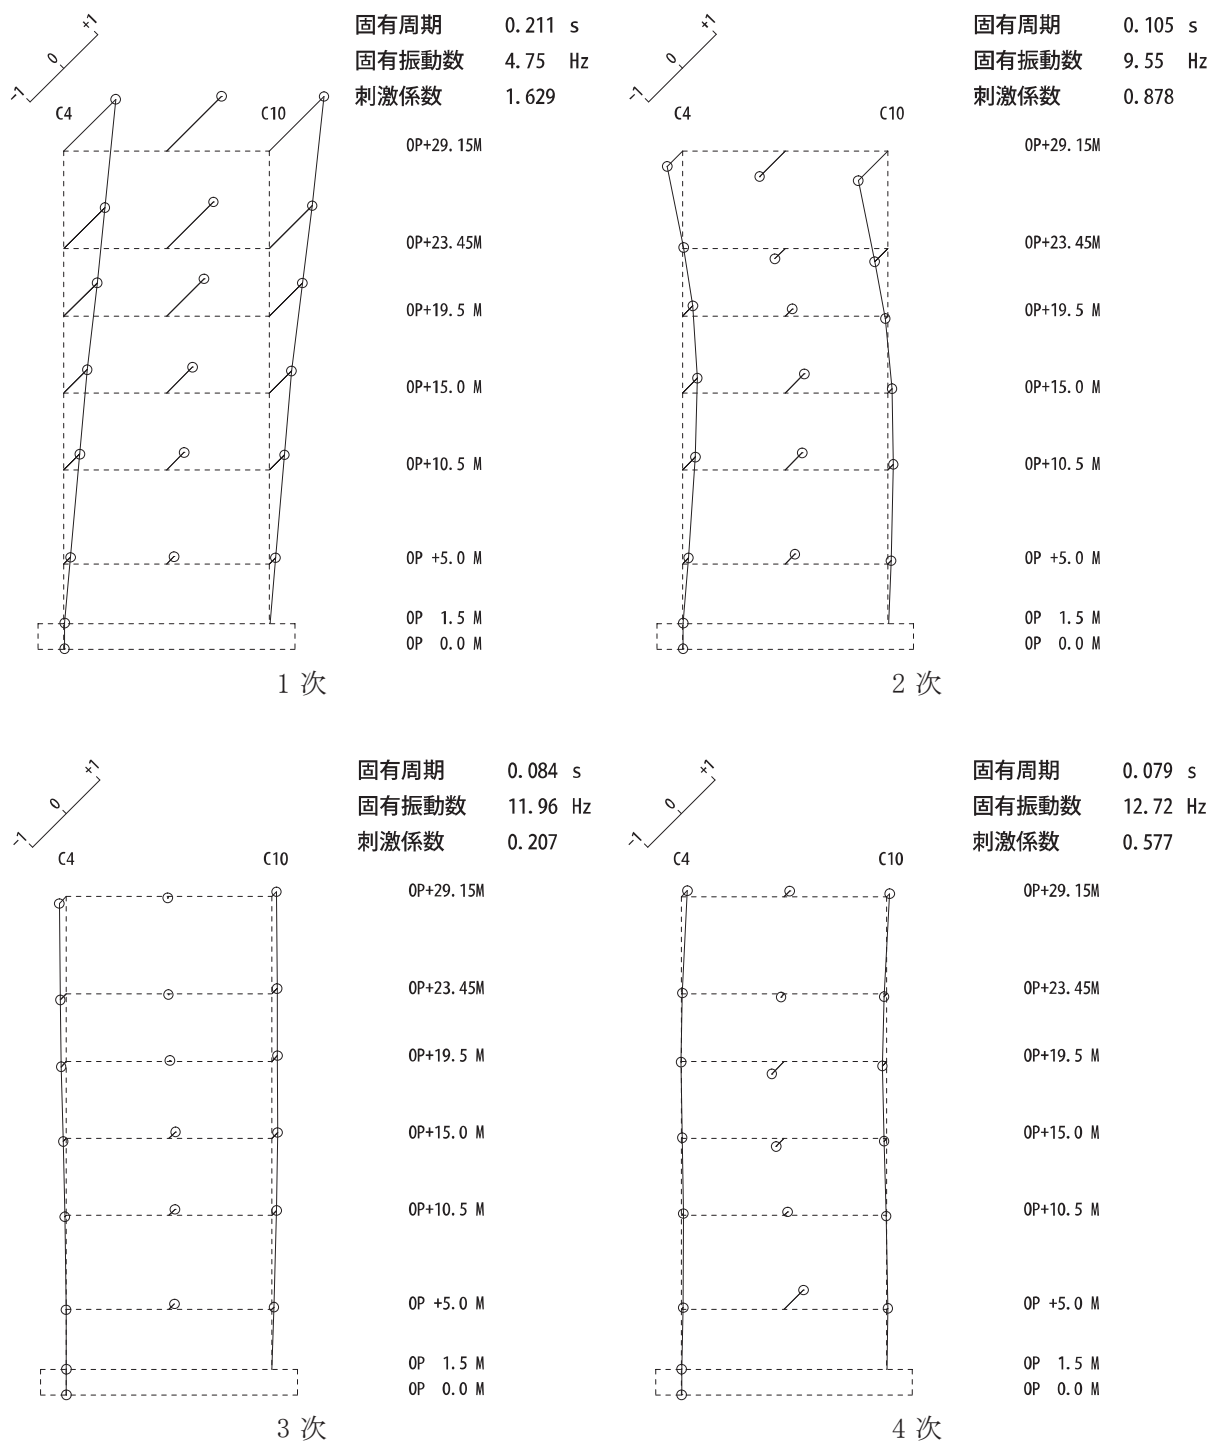 +1
0
-1
固有周期 0.211 s
固有振動数 4.75 Hz
刺激係数 1.629
C4 C10
OP+29.15M
OP+23.45M
OP+19.5 M
OP+15.0 M
OP+10.5 M
OP +5.0 M
OP 1.5 M
OP 0.0 M
1 次
+1
0
-1
固有周期 0.105 s
固有振動数 9.55 Hz
刺激係数 0.878
C4 C10
OP+29.15M
OP+23.45M
OP+19.5 M
OP+15.0 M
OP+10.5 M
OP +5.0 M
OP 1.5 M
OP 0.0 M
2 次
+1
0
-1
固有周期 0.084 s
固有振動数 11.96 Hz
刺激係数 0.207
C4 C10
OP+29.15M
OP+23.45M
OP+19.5 M
OP+15.0 M
OP+10.5 M
OP +5.0 M
OP 1.5 M
OP 0.0 M
3 次
+1
0
-1
固有周期 0.079 s
固有振動数 12.72 Hz
刺激係数 0.577
C4 C10
OP+29.15M
OP+23.45M
OP+19.5 M
OP+15.0 M
OP+10.5 M
OP +5.0 M
OP 1.5 M
OP 0.0 M
4 次